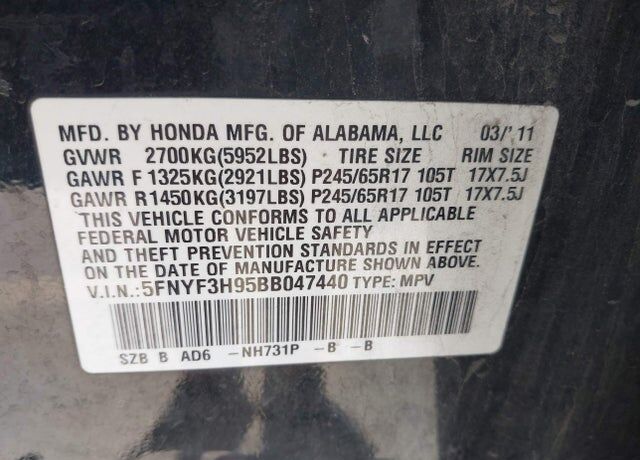 MFD. BY HONDA MFG. OF ALABAMA, LLC 03/'11
GVWR 2700KG(5952LBS) TIRE SIZE RIM SIZE
GAWR F 1325KG(2921LBS) P245/65R17 105T 17X7.5J
GAWR R1450KG(3197LBS) P245/65R17 105T 17X7.5J
THIS VEHICLE CONFORMS TO ALL APPLICABLE
FEDERAL MOTOR VEHICLE SAFETY
AND THEFT PREVENTION STANDARDS IN EFFECT
ON THE DATE OF MANUFACTURE SHOWN ABOVE.
V.I.N.:5FNYF3H95BB047440 TYPE: MPV
SZB B AD6 -NH731P -B -B